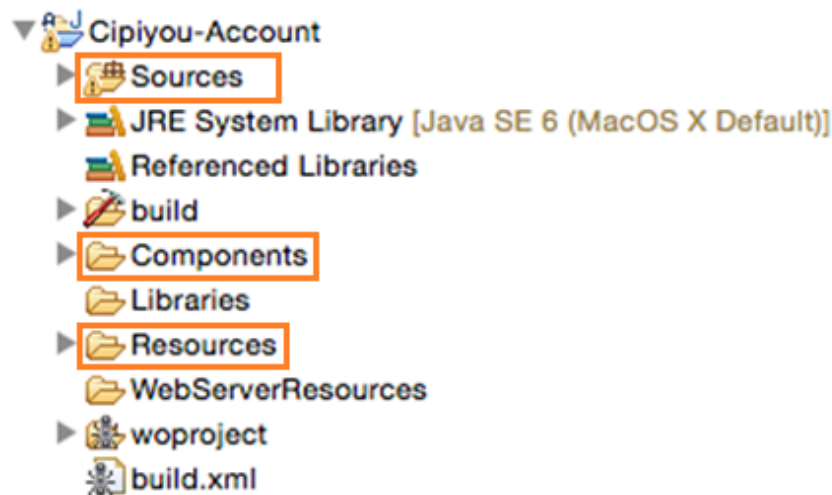 Cipiyou-Account
Sources
JRE System Library [Java SE 6 (MacOS X Default)]
Referenced Libraries
build
Components
Libraries
Resources
WebServerResources
woproject
build.xml